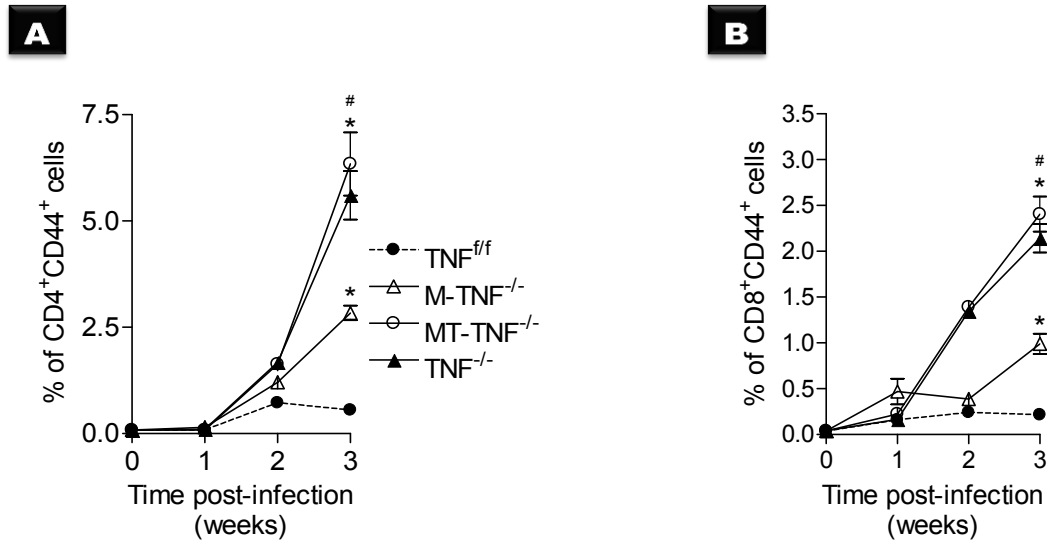 A
% of CD4⁺CD44⁺ cells
7.5
5.0
2.5
0.0
0 1 2 3
Time post-infection
(weeks)
#
*
*
TNF^f/f
M-TNF^-/-
MT-TNF^-/-
TNF^-/-
B
% of CD8⁺CD44⁺ cells
3.5
3.0
2.5
2.0
1.5
1.0
0.5
0.0
0 1 2 3
Time post-infection
(weeks)
#
*
*